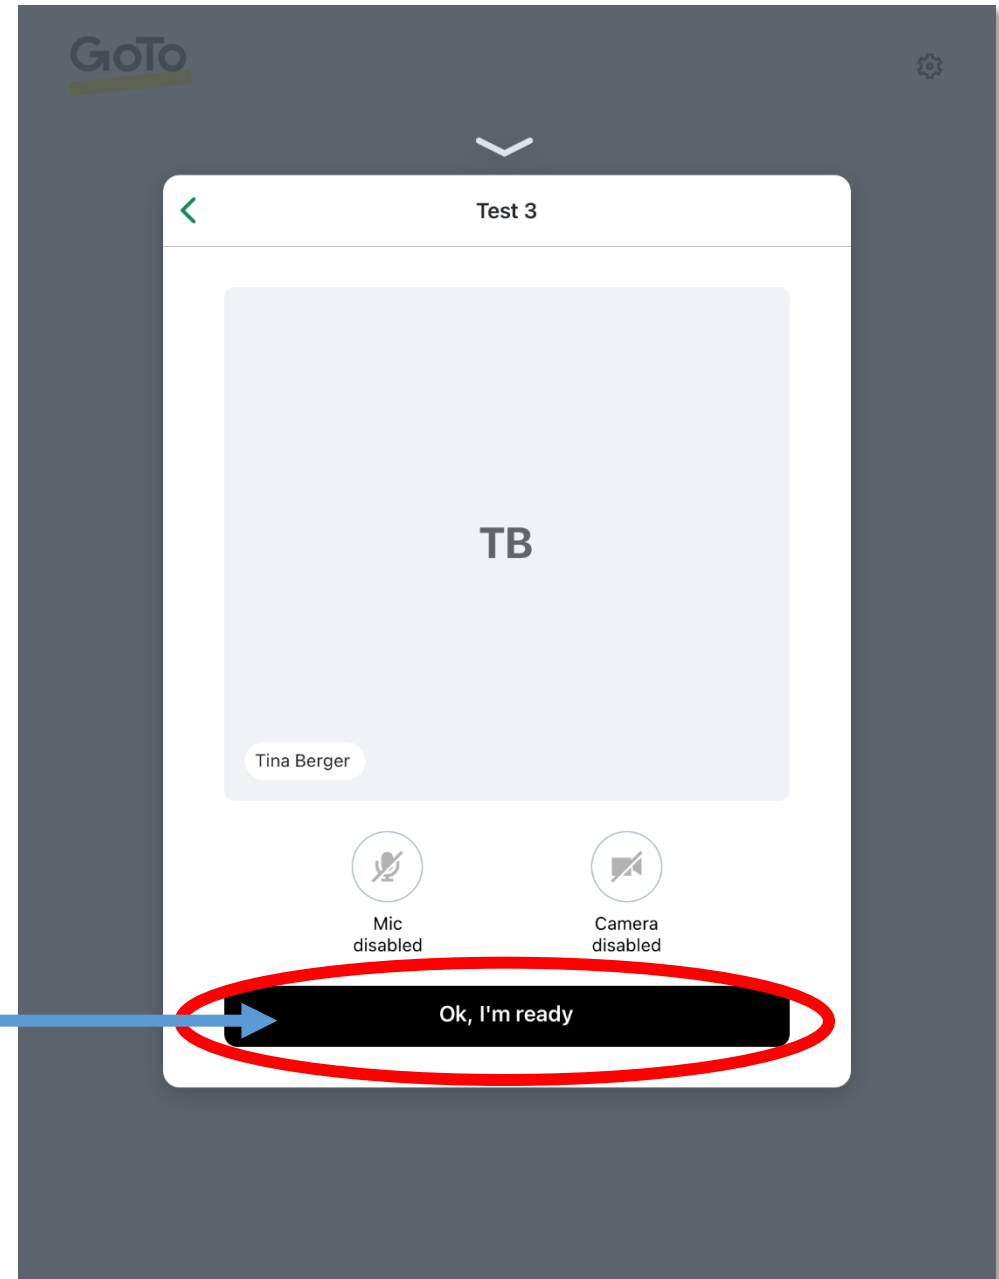 GoTo
Test 3
TB
Tina Berger
Mic
disabled
Camera
disabled
Ok, I'm ready